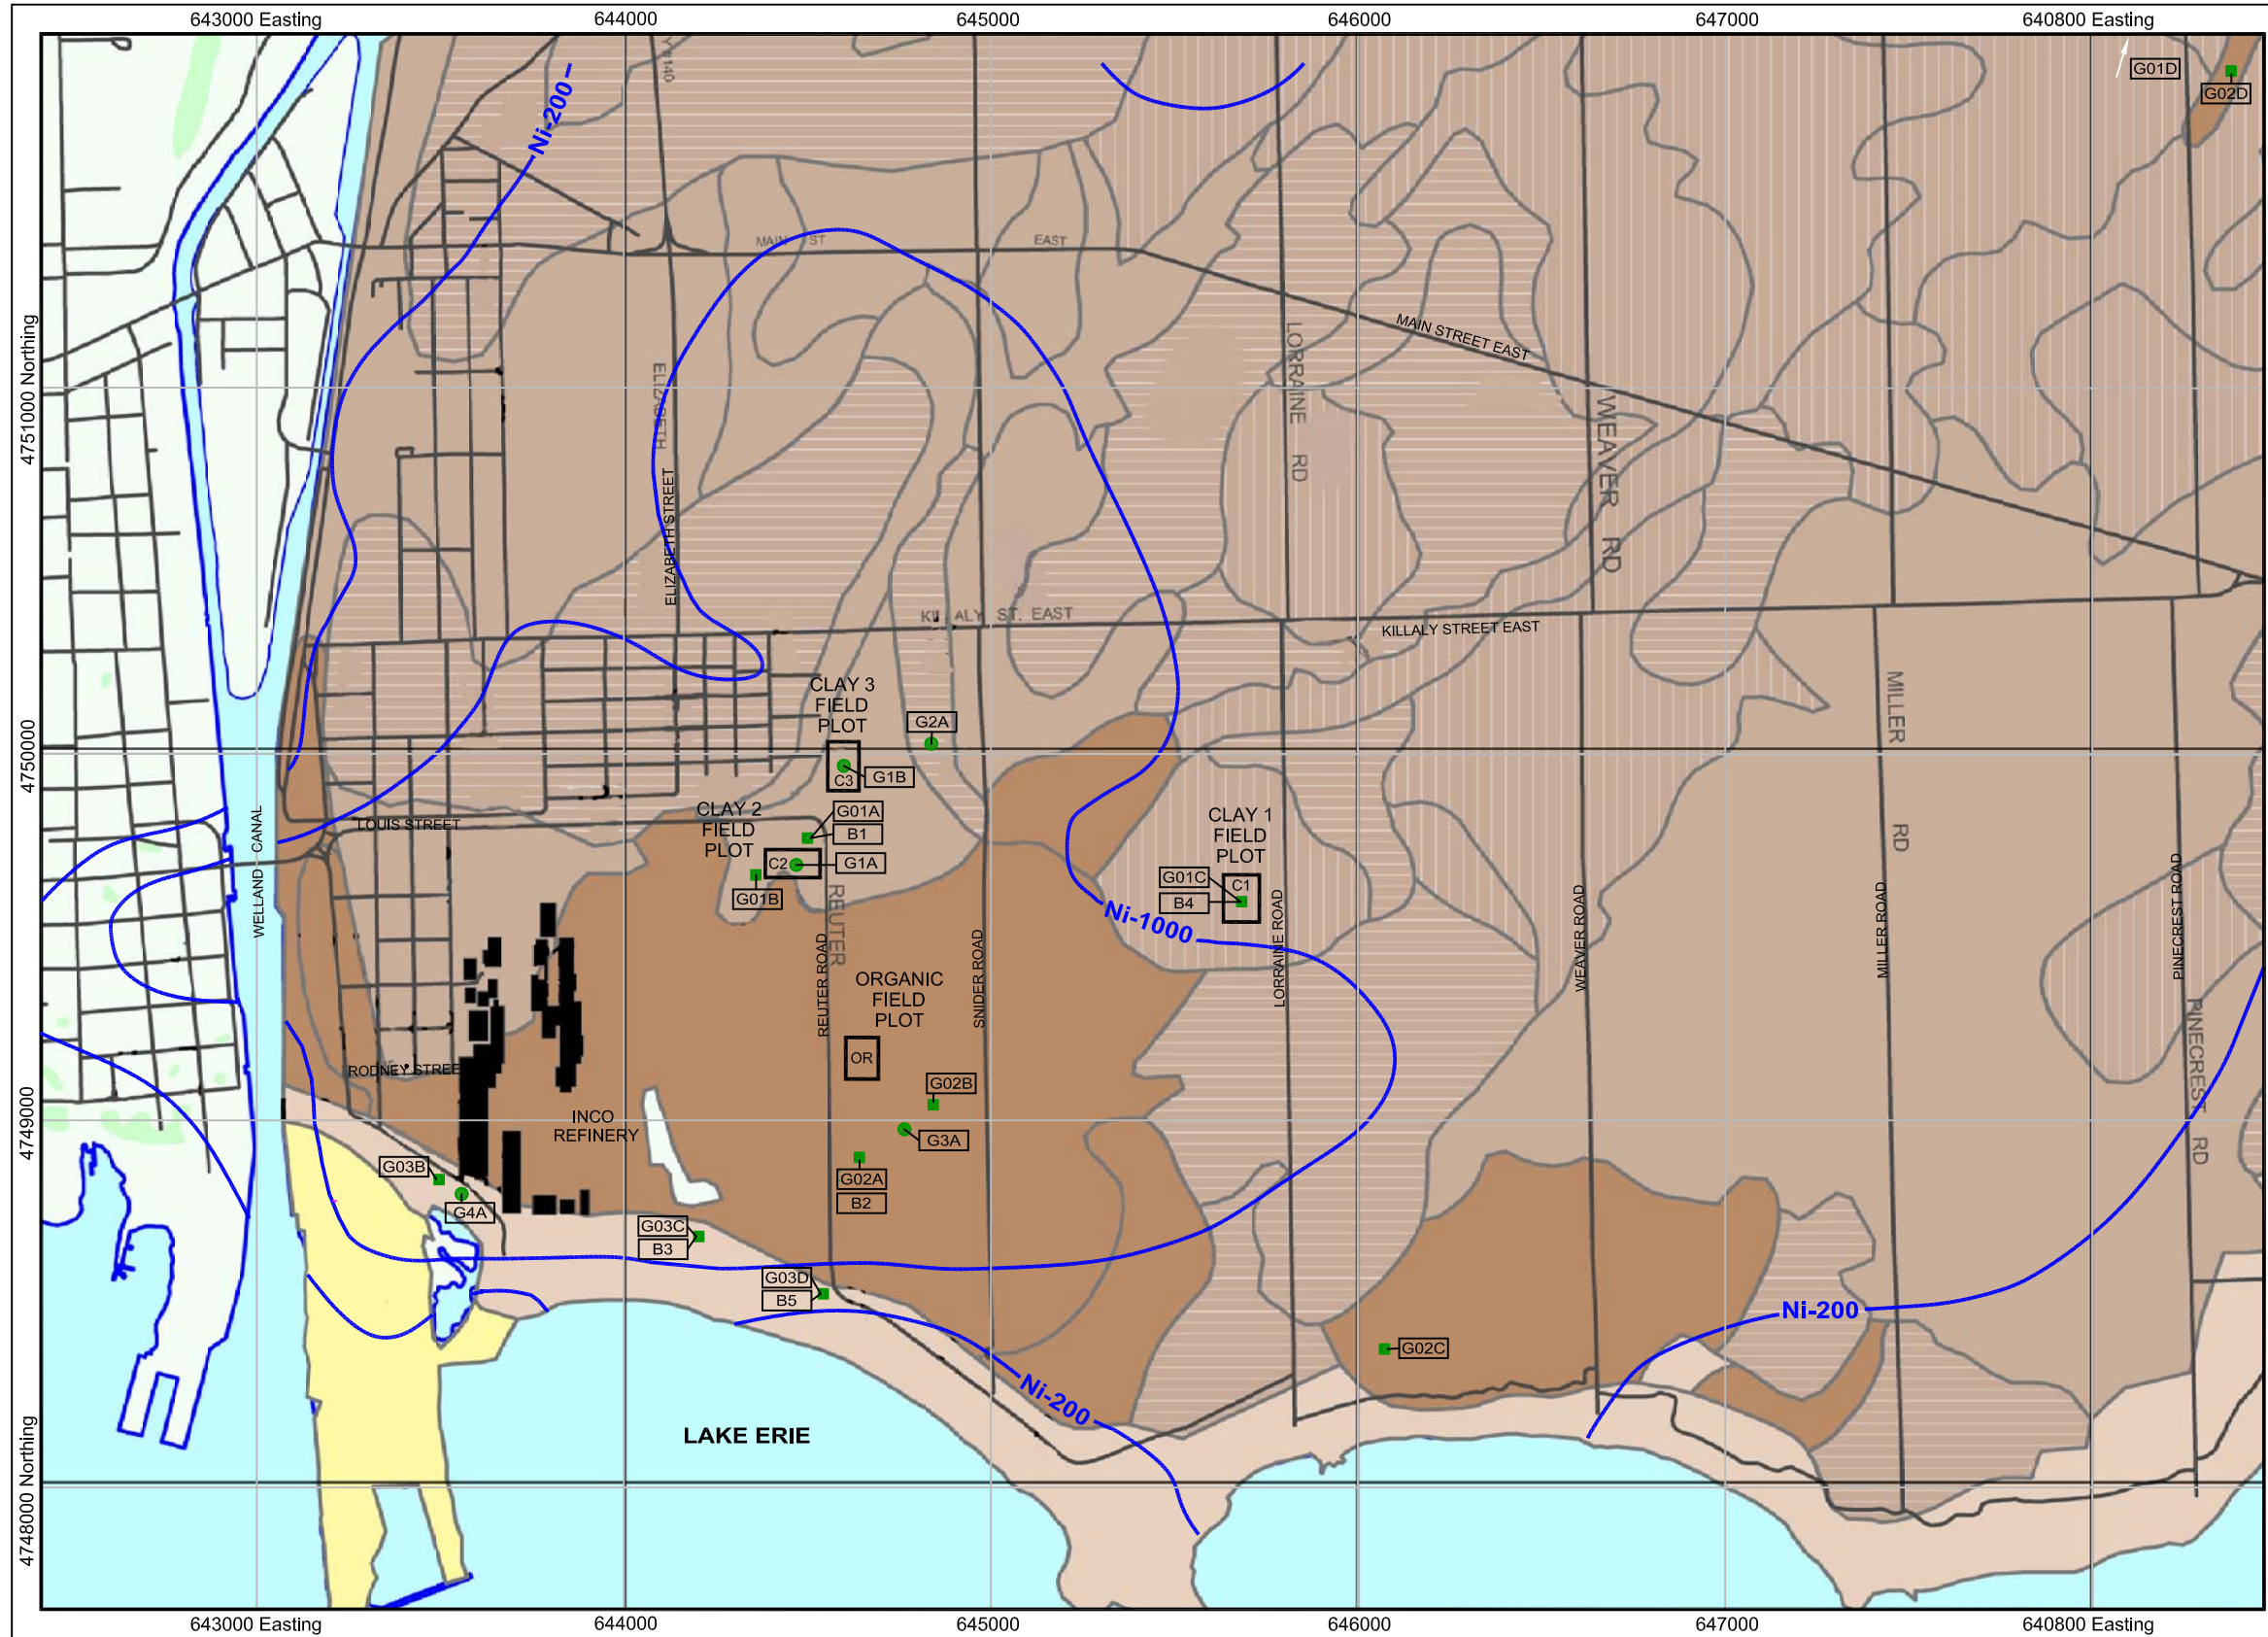 643000 Easting
644000
645000
646000
647000
640800 Easting
Y #140
G01D
G02D
Ni-200
MAIN ST EAST
MAIN STREET EAST
4751000 Northing
ELIZABETH
ELIZABETH STREET
LORRAINE RD
WEAVER RD
KILLALY ST. EAST
KILLALY STREET EAST
CLAY 3
FIELD
PLOT
G2A
MILLER RD
4750000
C3
G1B
CLAY 2
FIELD
PLOT
G01A
B1
C2
G1A
G01B
LOUIS STREET
WELLAND CANAL
CLAY 1
FIELD
PLOT
G01C
B4
C1
Ni-1000
REUTER
REUTER ROAD
SNIDER ROAD
LORRAINE ROAD
WEAVER ROAD
MILLER ROAD
PINECREST ROAD
PINECREST RD
ORGANIC
FIELD
PLOT
OR
RODNEY STREE
G02B
INCO
REFINERY
G3A
4749000
G03B
G4A
G02A
B2
G03C
B3
G03D
B5
Ni-200
G02C
Ni-200
LAKE ERIE
4748000 Northing
643000 Easting
644000
645000
646000
647000
640800 Easting